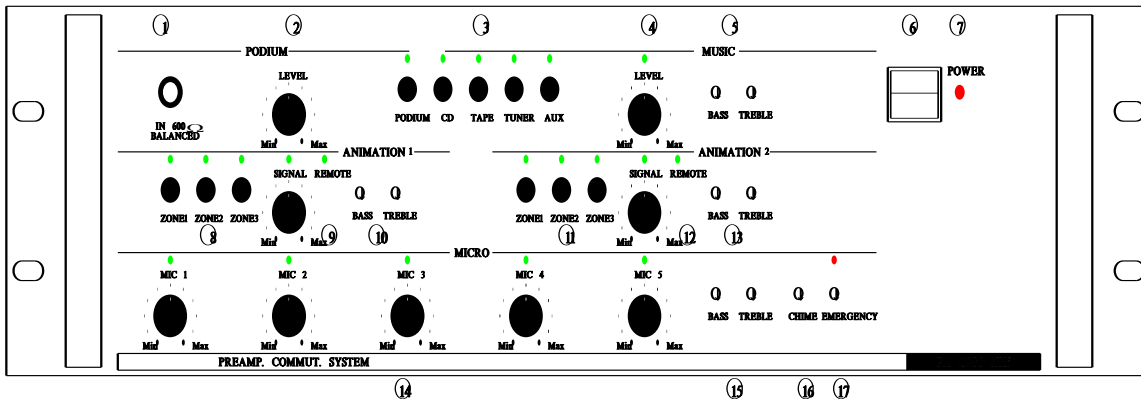 1 2 3 4 5 6 7
PODIUM MUSIC
LEVEL LEVEL POWER
PODIUM CD TAPE TUNER AUX BASS TREBLE
IN 600 Ω
BALANCED
Min Max Min Max
ANIMATION 1 ANIMATION 2
SIGNAL REMOTE SIGNAL REMOTE
ZONE1 ZONE2 ZONE3 BASS TREBLE ZONE1 ZONE2 ZONE3 BASS TREBLE
8 Min Max 9 10 11 Min Max 12 13
MICRO
MIC 1 MIC 2 MIC 3 MIC 4 MIC 5
BASS TREBLE CHIME EMERGENCY
Min Max Min Max Min Max Min Max Min Max
PREAMP. COMMUT. SYSTEM
14 15 16 17